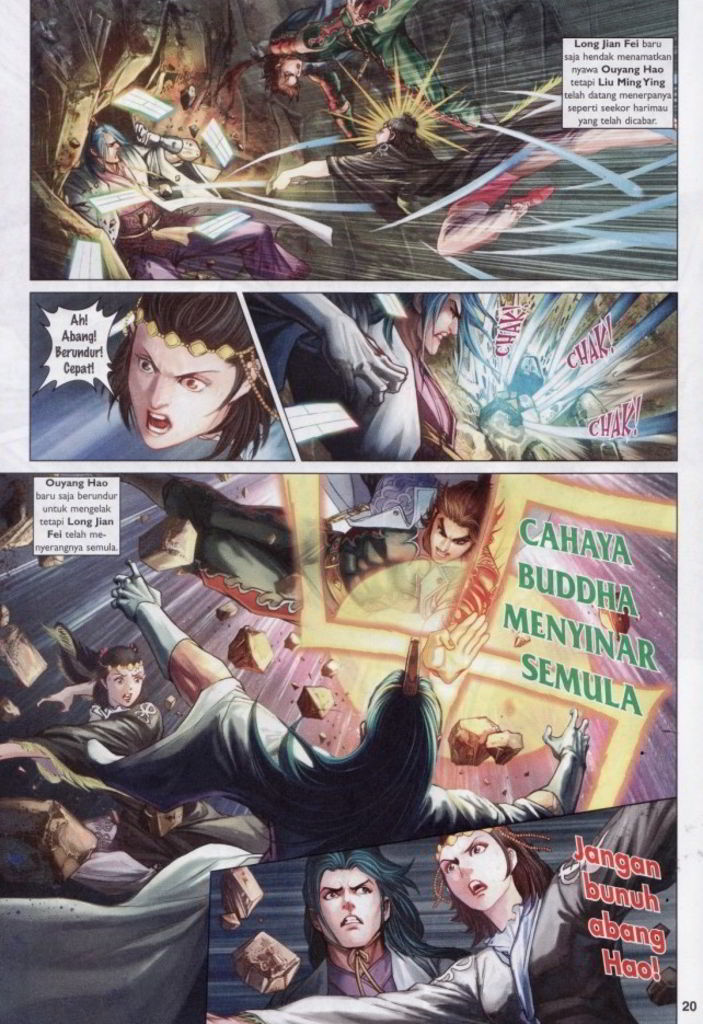 Long Jian Fei baru
saja hendak menamatkan
nyawa Ouyang Hao
tetapi Liu Ming Ying
telah datang menerpanya
seperti seekor harimau
yang telah dicabar.
Ah!
Abang!
Berundur!
Cepat!
CHAK!
CHAK!
CHAK!
Ouyang Hao
baru saja berundur
untuk mengelak
tetapi Long Jian
Fei telah me-
nyerangnya semula.
CAHAYA
BUDDHA
MENYINAR
SEMULA
Jangan
bunuh
abang
Hao!
20